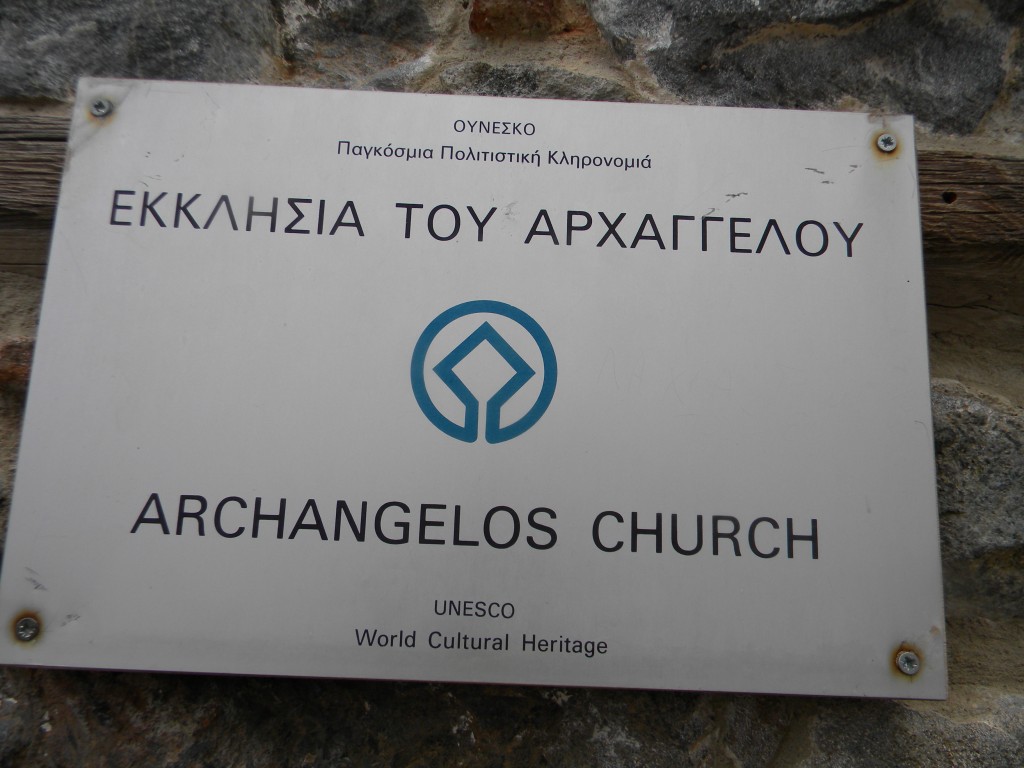 ΟΥΝΕΣΚΟ
Παγκόσμια Πολιτιστική Κληρονομιά
ΕΚΚΛΗΣΙΑ ΤΟΥ ΑΡΧΑΓΓΕΛΟΥ
ARCHANGELOS CHURCH
UNESCO
World Cultural Heritage